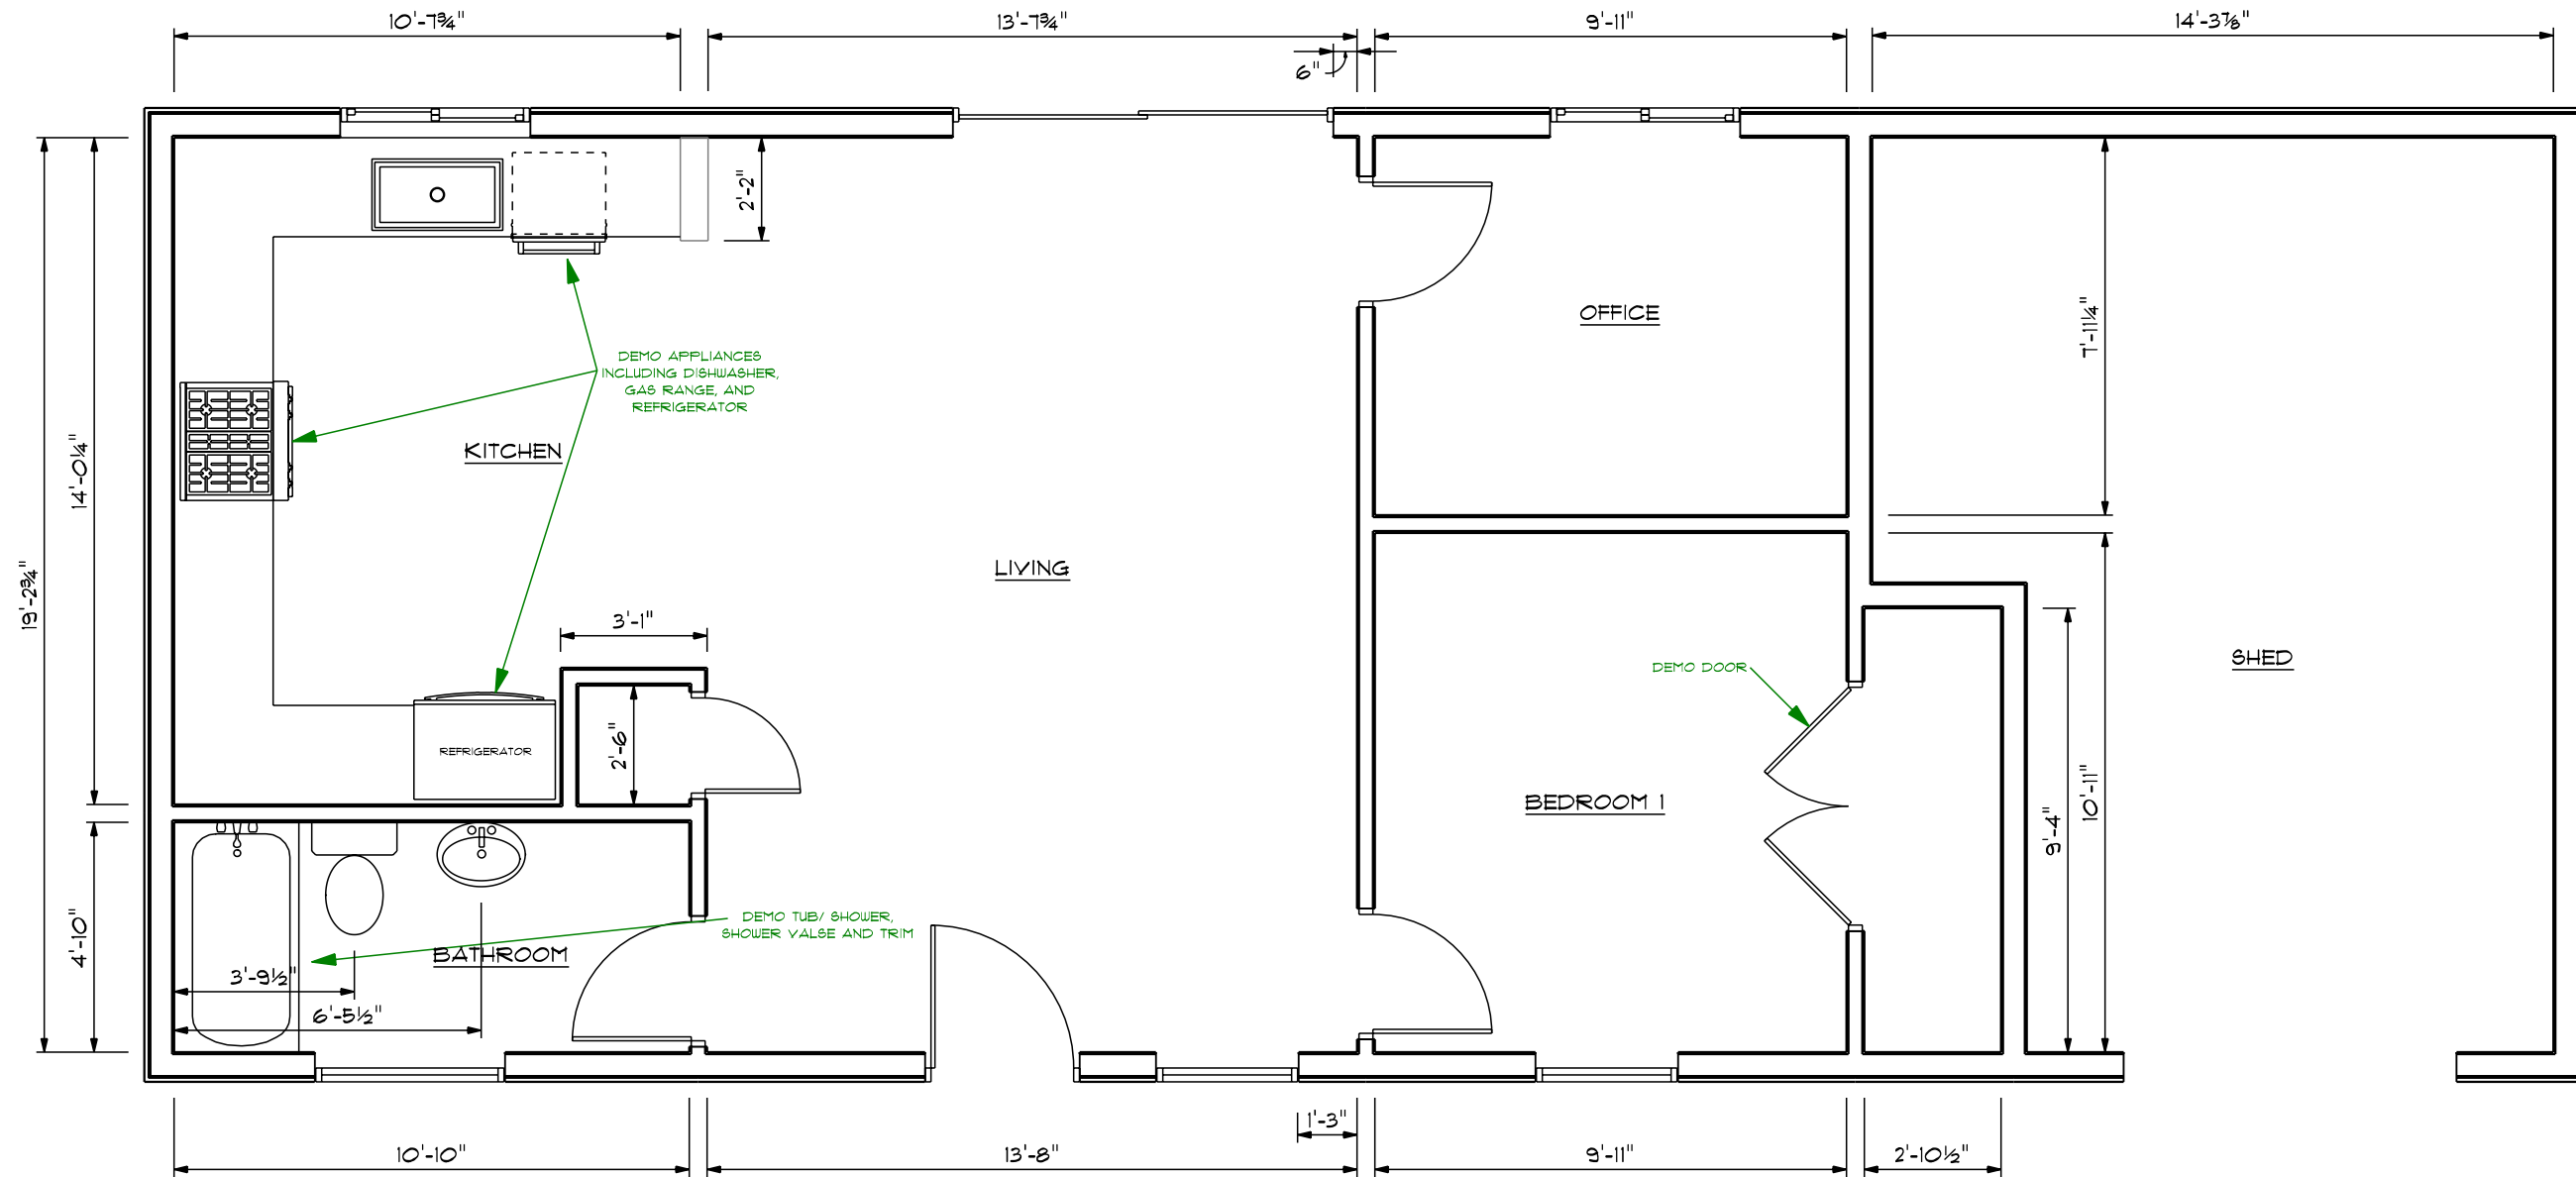 10'-7¾"
13'-7¾"
9'-11"
14'-3⅞"
6"
2'-2"
OFFICE
7'-11¼"
DEMO APPLIANCES
INCLUDING DISHWASHER,
GAS RANGE, AND
REFRIGERATOR
KITCHEN
14'-0¼"
19'-2¾"
LIVING
3'-1"
SHED
DEMO DOOR
2'-6"
REFRIGERATOR
BEDROOM 1
10'-11"
9'-4"
4'-10"
DEMO TUB/ SHOWER,
SHOWER VALSE AND TRIM
BATHROOM
3'-9½"
6'-5½"
1'-3"
10'-10"
13'-8"
9'-11"
2'-10½"